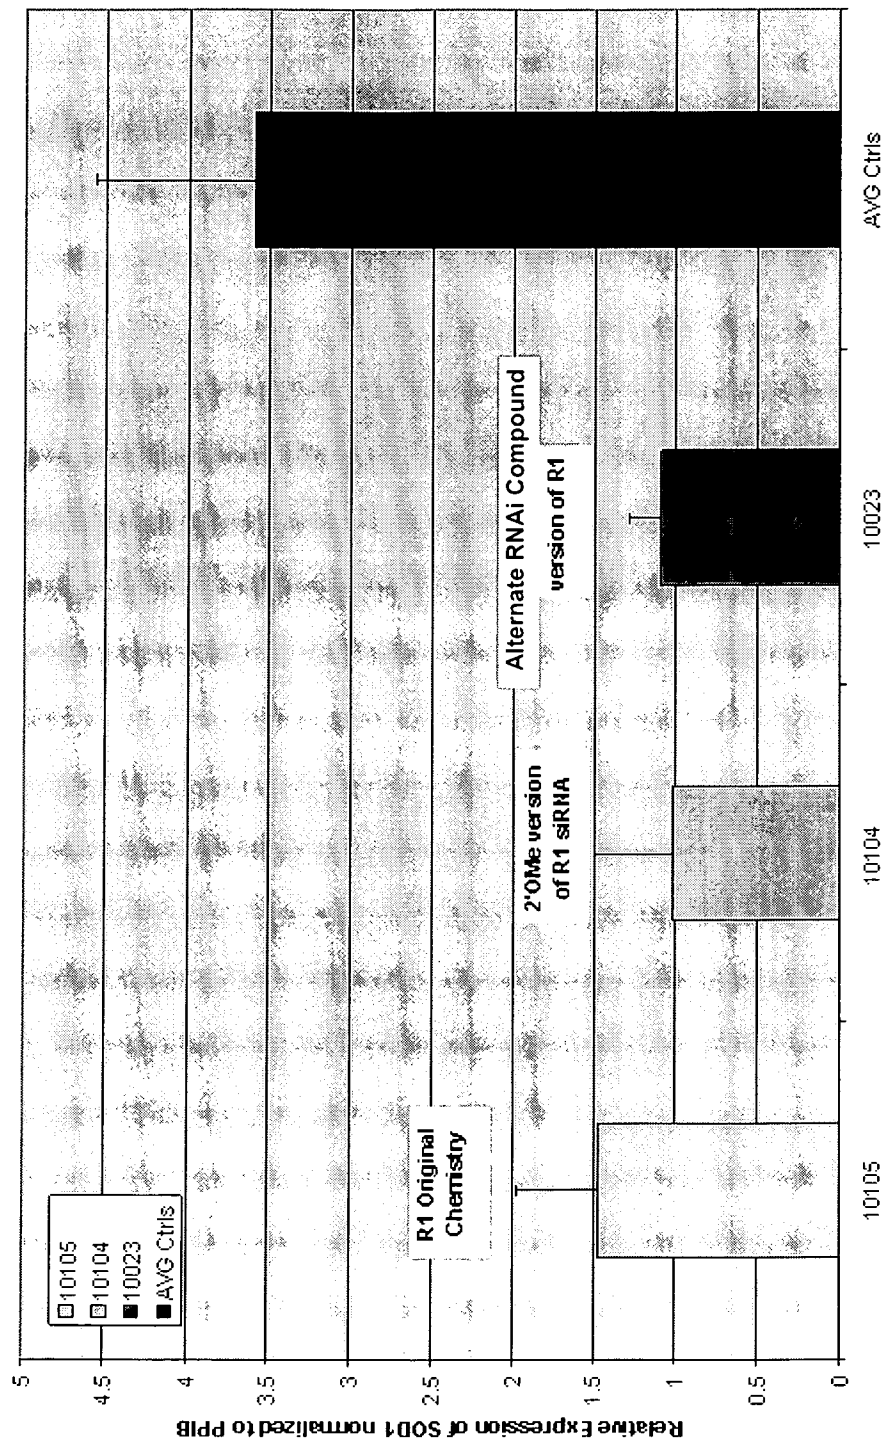 Relative Expression of SOD1 normalized to PPIB
5
4.5
4
3.5
3
2.5
2
1.5
1
0.5
0
10105
10104
10023
AVG Ctrls
R1 Original
Chemistry
2'OMe version
of R1 siRNA
Alternate RNAi Compound
version of R1
10105
10104
10023
AVG Ctrls